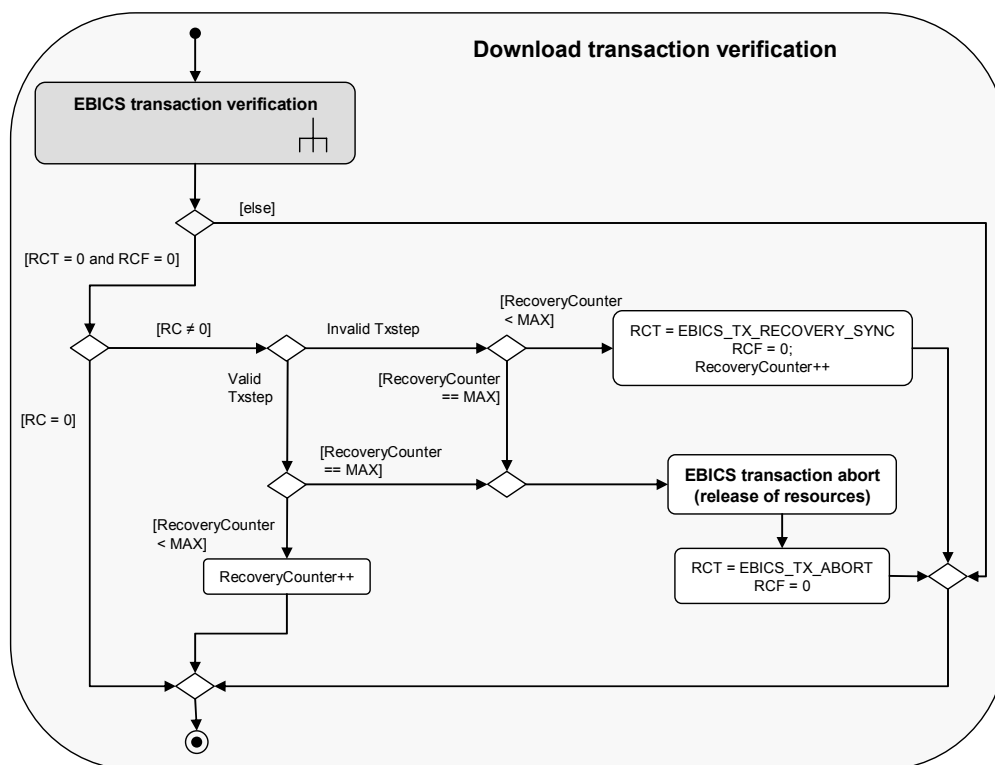 Download transaction verification
EBICS transaction verification
[else]
[RCT = 0 and RCF = 0]
[RecoveryCounter
< MAX]
[RC ≠ 0]
Invalid Txstep
RCT = EBICS_TX_RECOVERY_SYNC
RCF = 0;
RecoveryCounter++
Valid
Txstep
[RecoveryCounter
== MAX]
[RC = 0]
[RecoveryCounter
== MAX]
EBICS transaction abort
(release of resources)
[RecoveryCounter
< MAX]
RecoveryCounter++
RCT = EBICS_TX_ABORT
RCF = 0